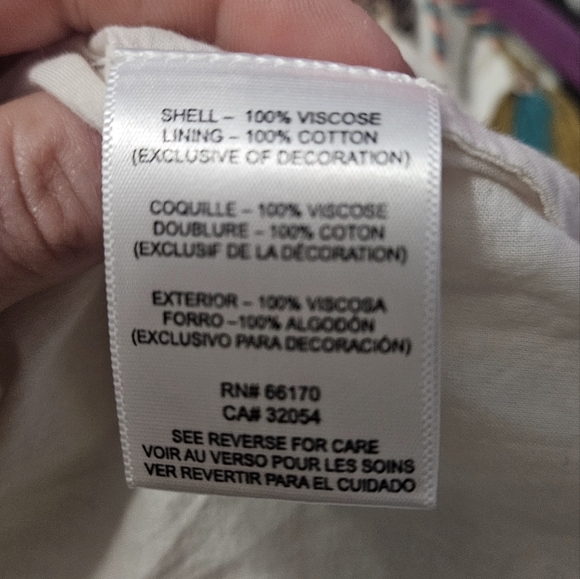 SHELL – 100% VISCOSE
LINING – 100% COTTON
(EXCLUSIVE OF DECORATION)
COQUILLE – 100% VISCOSE
DOUBLURE – 100% COTON
(EXCLUSIF DE LA DÉCORATION)
EXTERIOR – 100% VISCOSA
FORRO –100% ALGODÓN
(EXCLUSIVO PARA DECORACIÓN)
RN# 66170
CA# 32054
SEE REVERSE FOR CARE
VOIR AU VERSO POUR LES SOINS
VER REVERTIR PARA EL CUIDADO